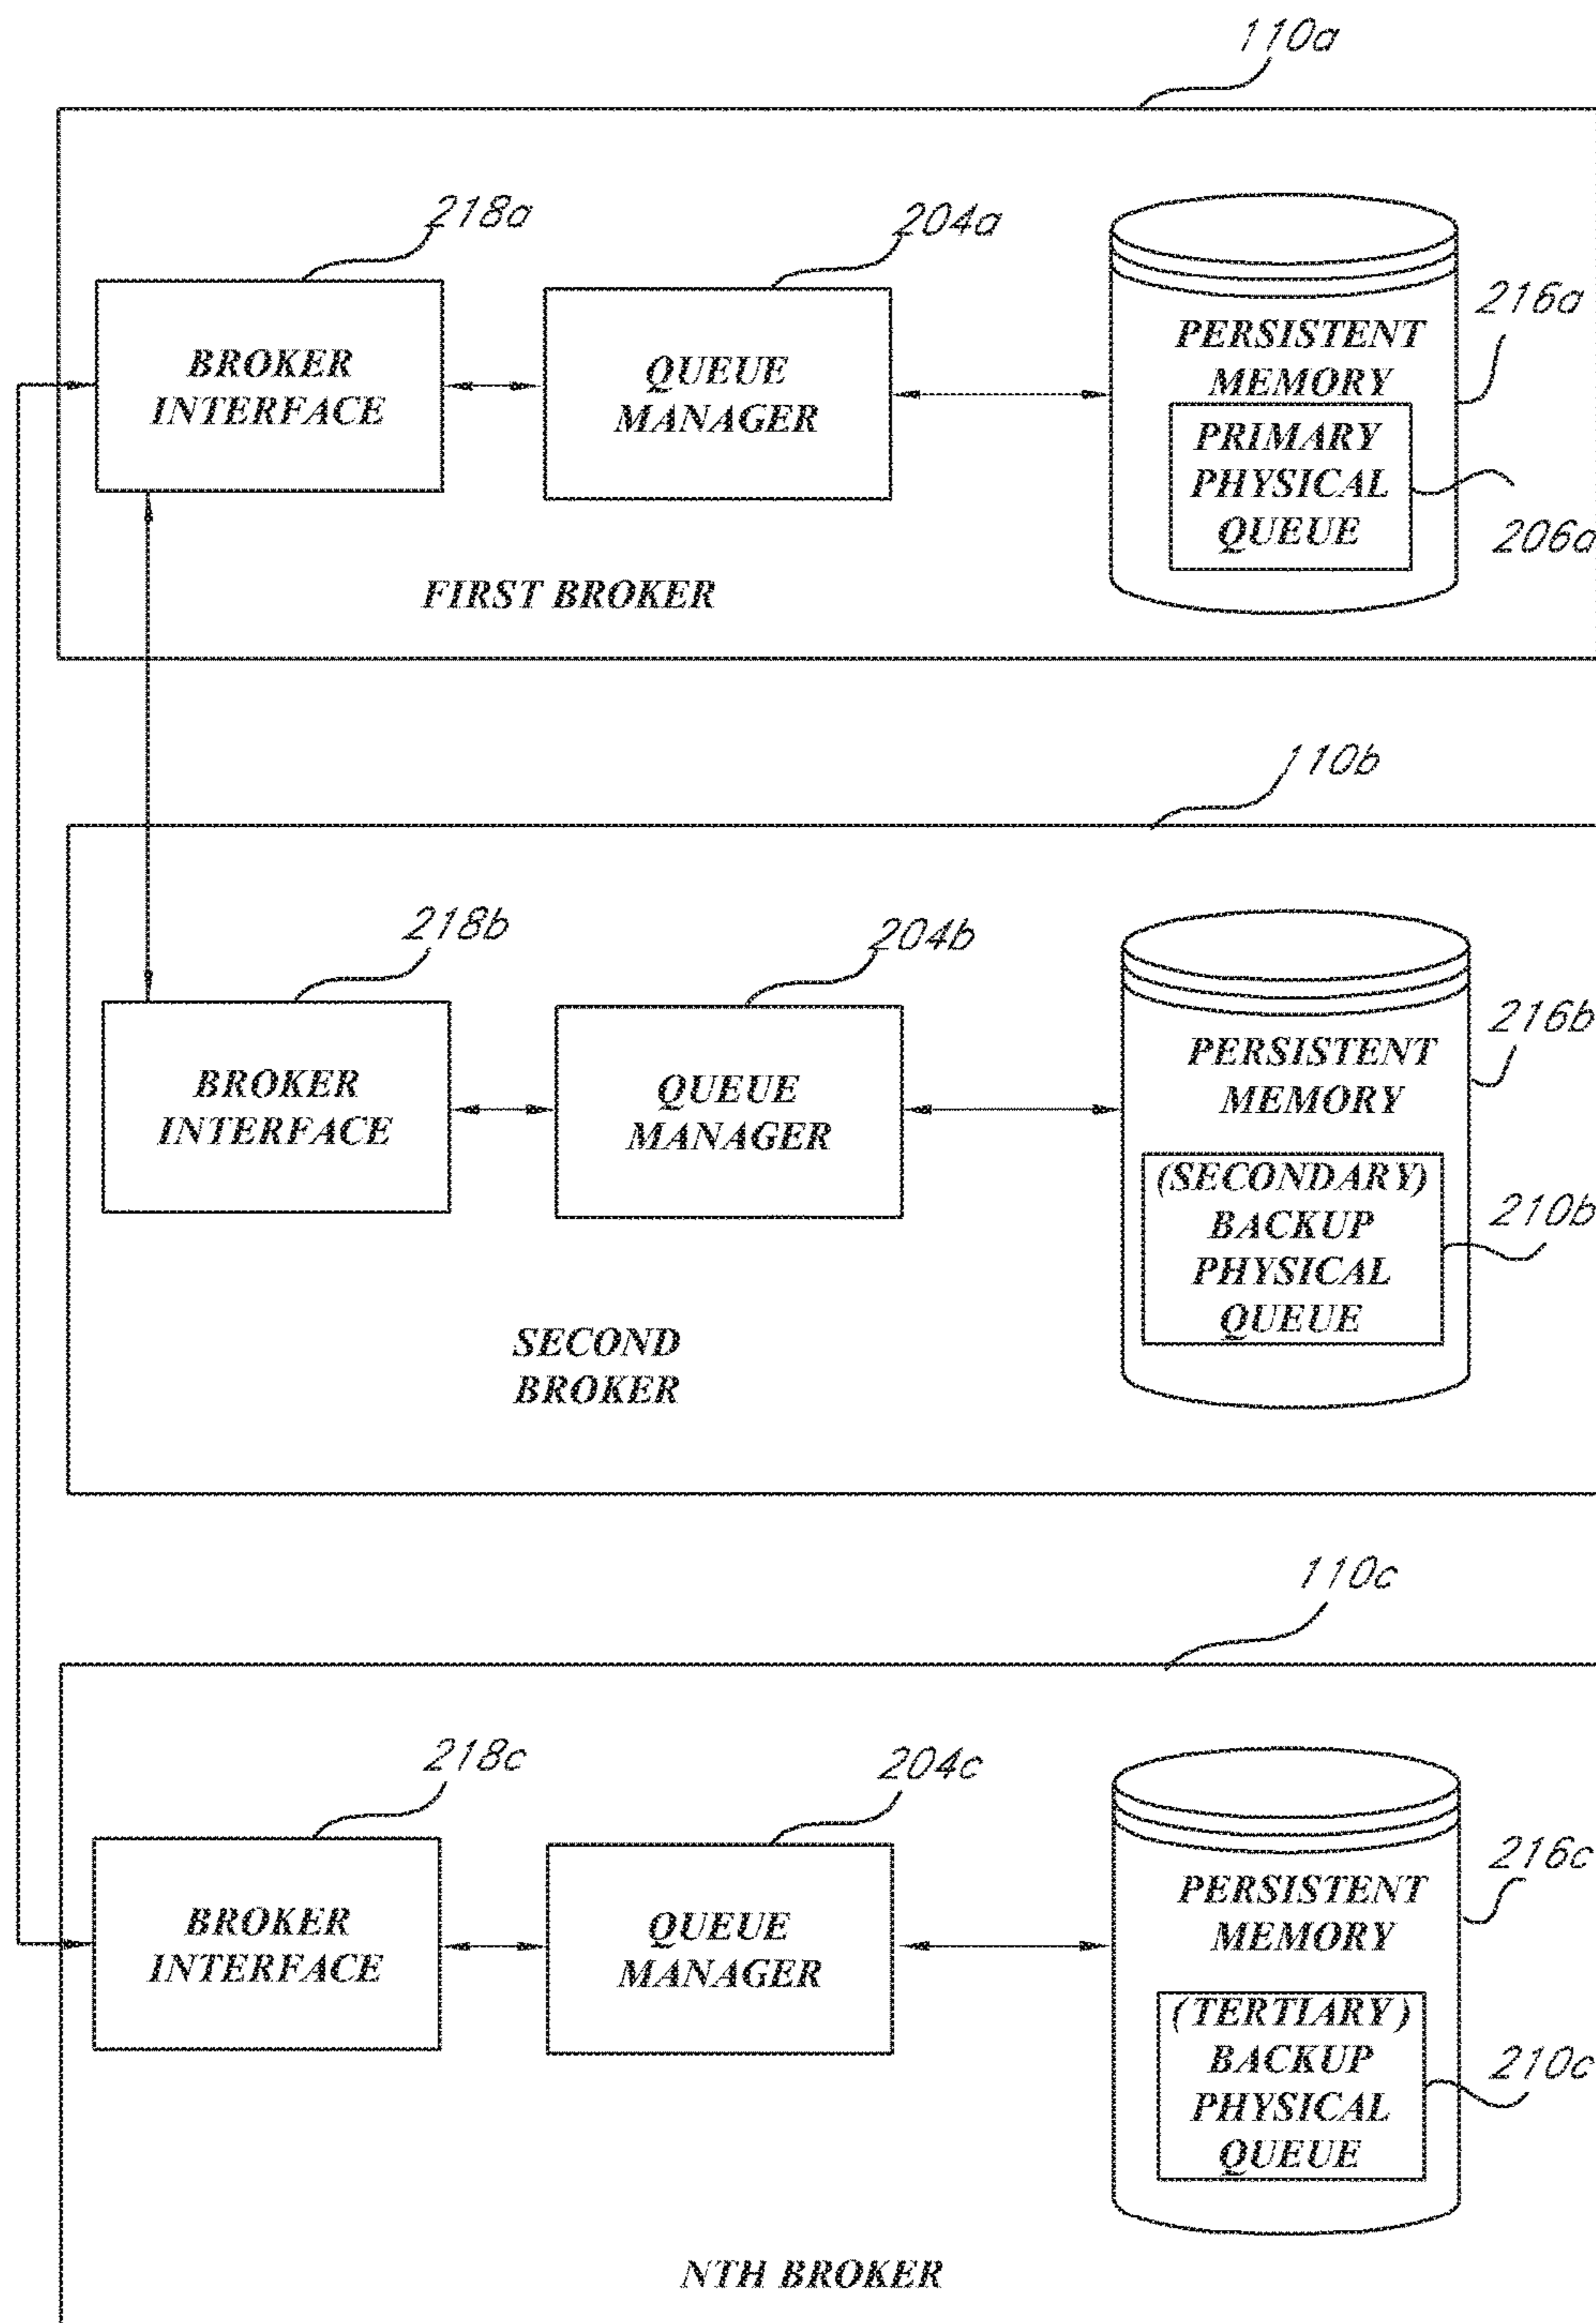 110a
218a
204a
216a
BROKER
INTERFACE
QUEUE
MANAGER
PERSISTENT
MEMORY
PRIMARY
PHYSICAL
QUEUE
206a
FIRST BROKER
110b
218b
204b
216b
BROKER
INTERFACE
QUEUE
MANAGER
PERSISTENT
MEMORY
(SECONDARY)
BACKUP
PHYSICAL
QUEUE
210b
SECOND
BROKER
110c
218c
204c
216c
BROKER
INTERFACE
QUEUE
MANAGER
PERSISTENT
MEMORY
(TERTIARY)
BACKUP
PHYSICAL
QUEUE
210c
NTH BROKER